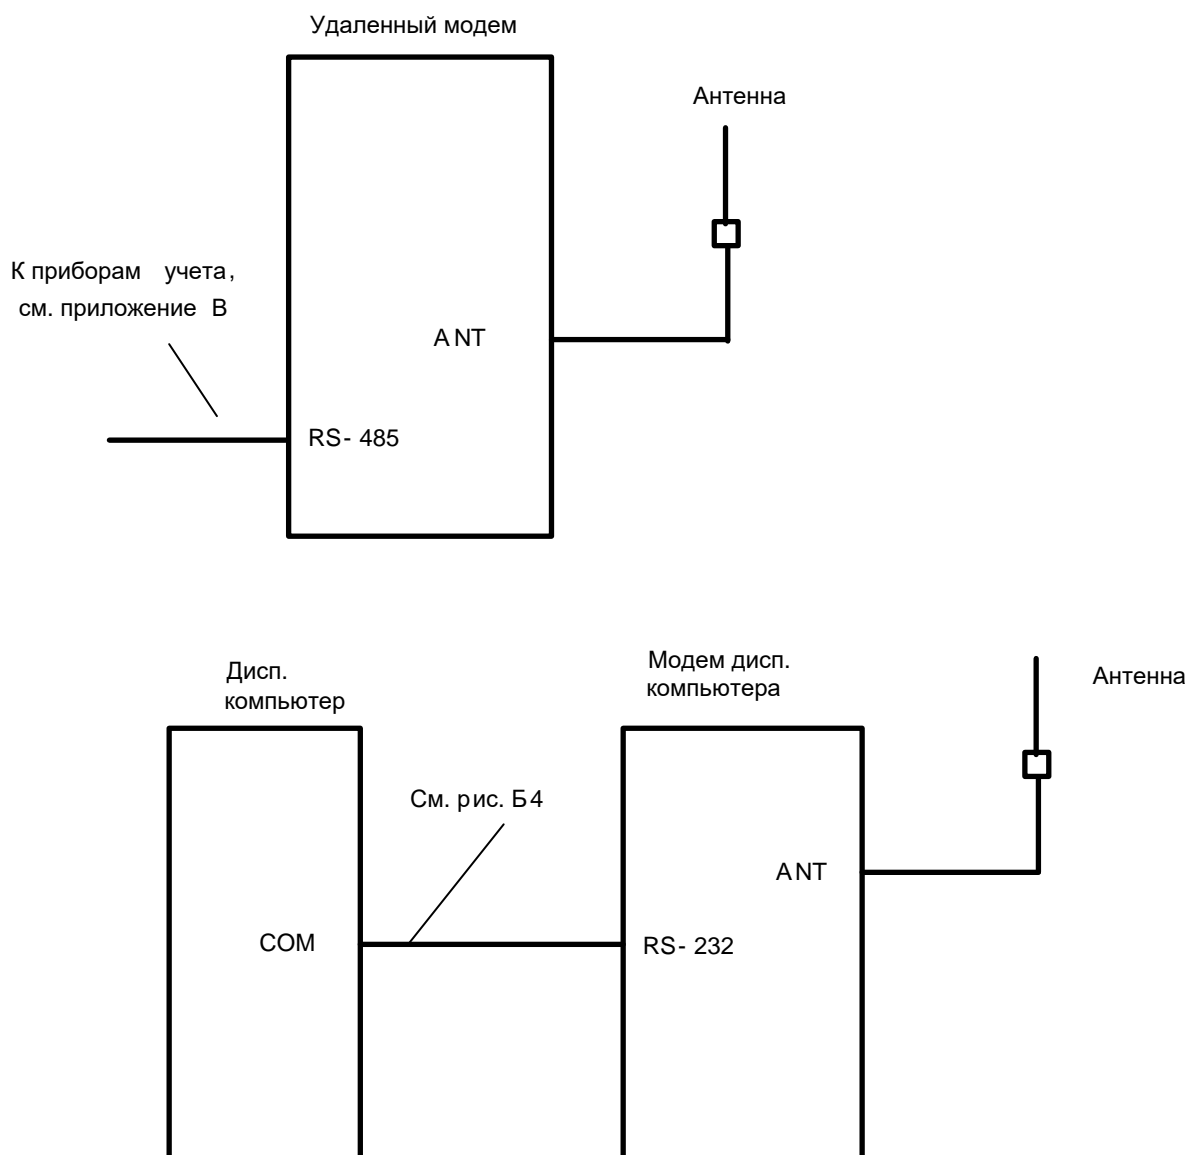 Удаленный модем
Антенна
К приборам учета,
см. приложение В
ANT
RS-485
Дисп.
компьютер
Модем дисп.
компьютера
Антенна
См. рис. Б4
ANT
COM
RS-232